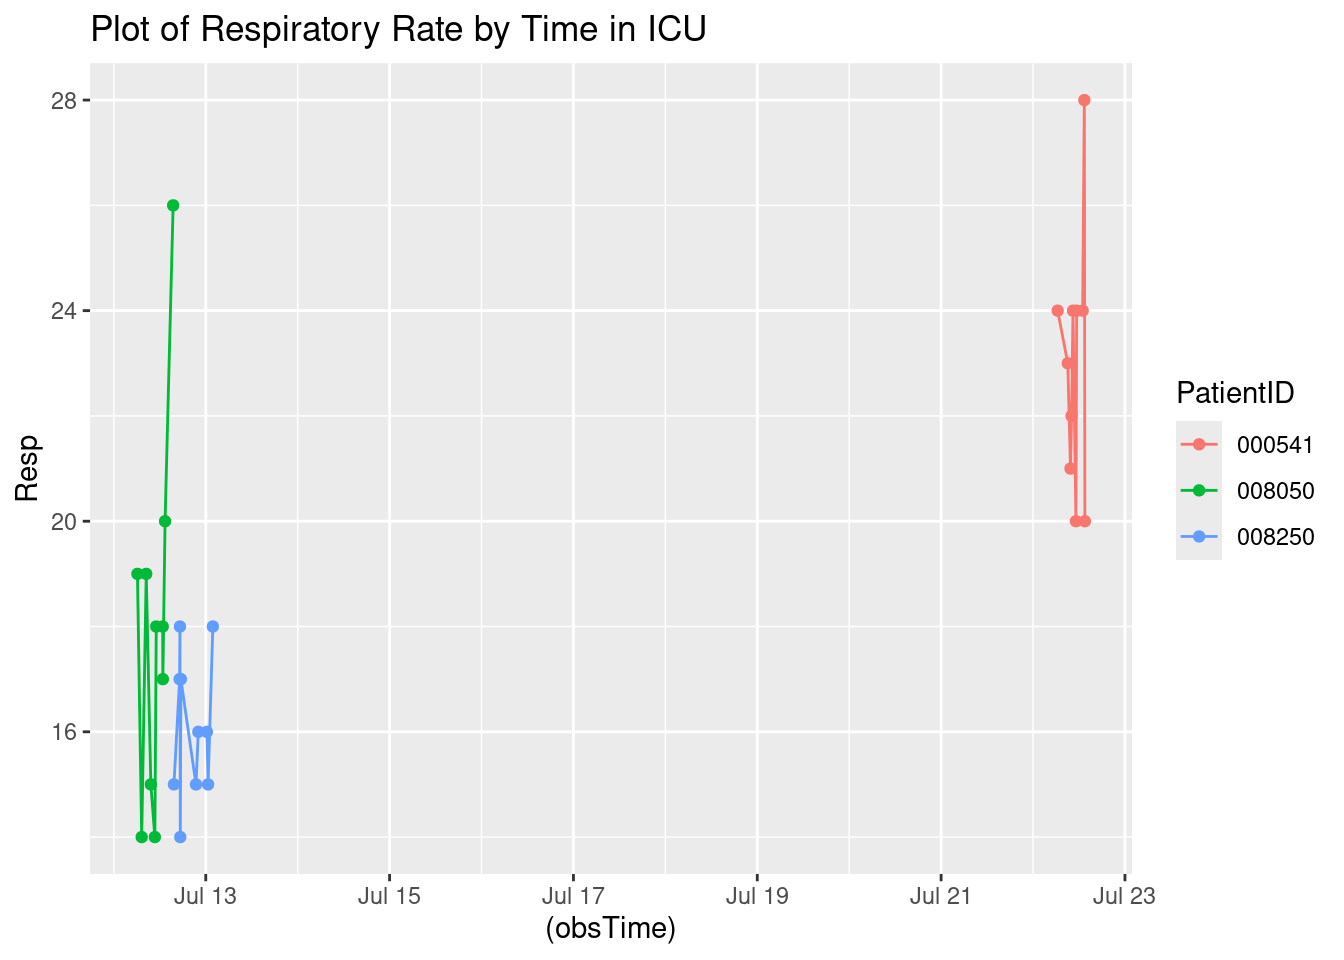 Plot of Respiratory Rate by Time in ICU
28
24
20
16
Resp
Jul 13 Jul 15 Jul 17 Jul 19 Jul 21 Jul 23
(obsTime)
PatientID
000541
008050
008250